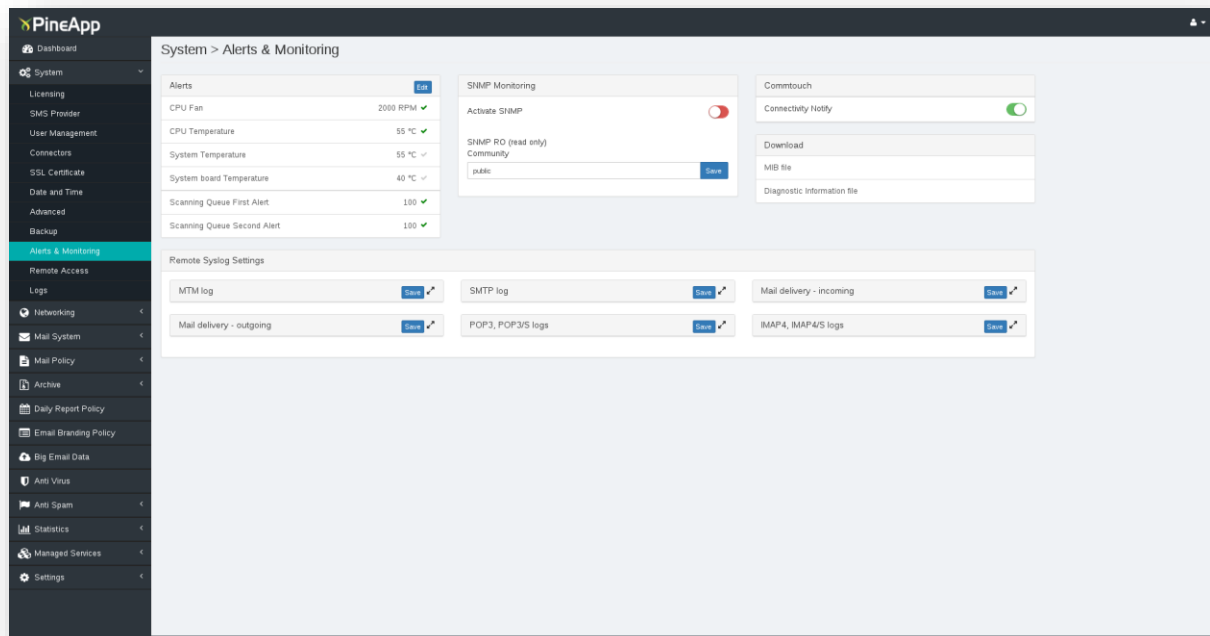 PineApp
Dashboard
System
Licensing
SMS Provider
User Management
Connectors
SSL Certificate
Date and Time
Advanced
Backup
Alerts & Monitoring
Remote Access
Logs
Networking
Mail System
Mail Policy
Archive
Daily Report Policy
Email Branding Policy
Big Email Data
Anti Virus
Anti Spam
Statistics
Managed Services
Settings
System > Alerts & Monitoring
Alerts Edit
CPU Fan 2000 RPM
CPU Temperature 55 °C
System Temperature 55 °C
System board Temperature 40 °C
Scanning Queue First Alert 100
Scanning Queue Second Alert 100
SNMP Monitoring
Activate SNMP
SNMP RO (read only)
Community
public Save
Commtouch
Connectivity Notify
Download
MIB file
Diagnostic Information file
Remote Syslog Settings
MTM log Save
SMTP log Save
Mail delivery - incoming Save
Mail delivery - outgoing Save
POP3, POP3/S logs Save
IMAP4, IMAP4/S logs Save